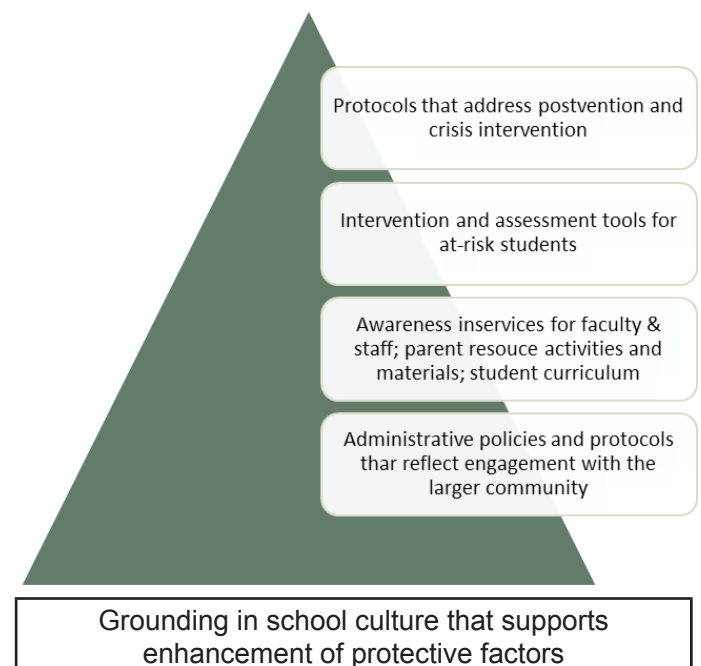 Protocols that address postvention and
crisis intervention
Intervention and assessment tools for
at-risk students
Awareness inservices for faculty &
staff; parent resouce activities and
materials; student curriculum
Administrative policies and protocols
thar reflect engagement with the
larger community
Grounding in school culture that supports
enhancement of protective factors